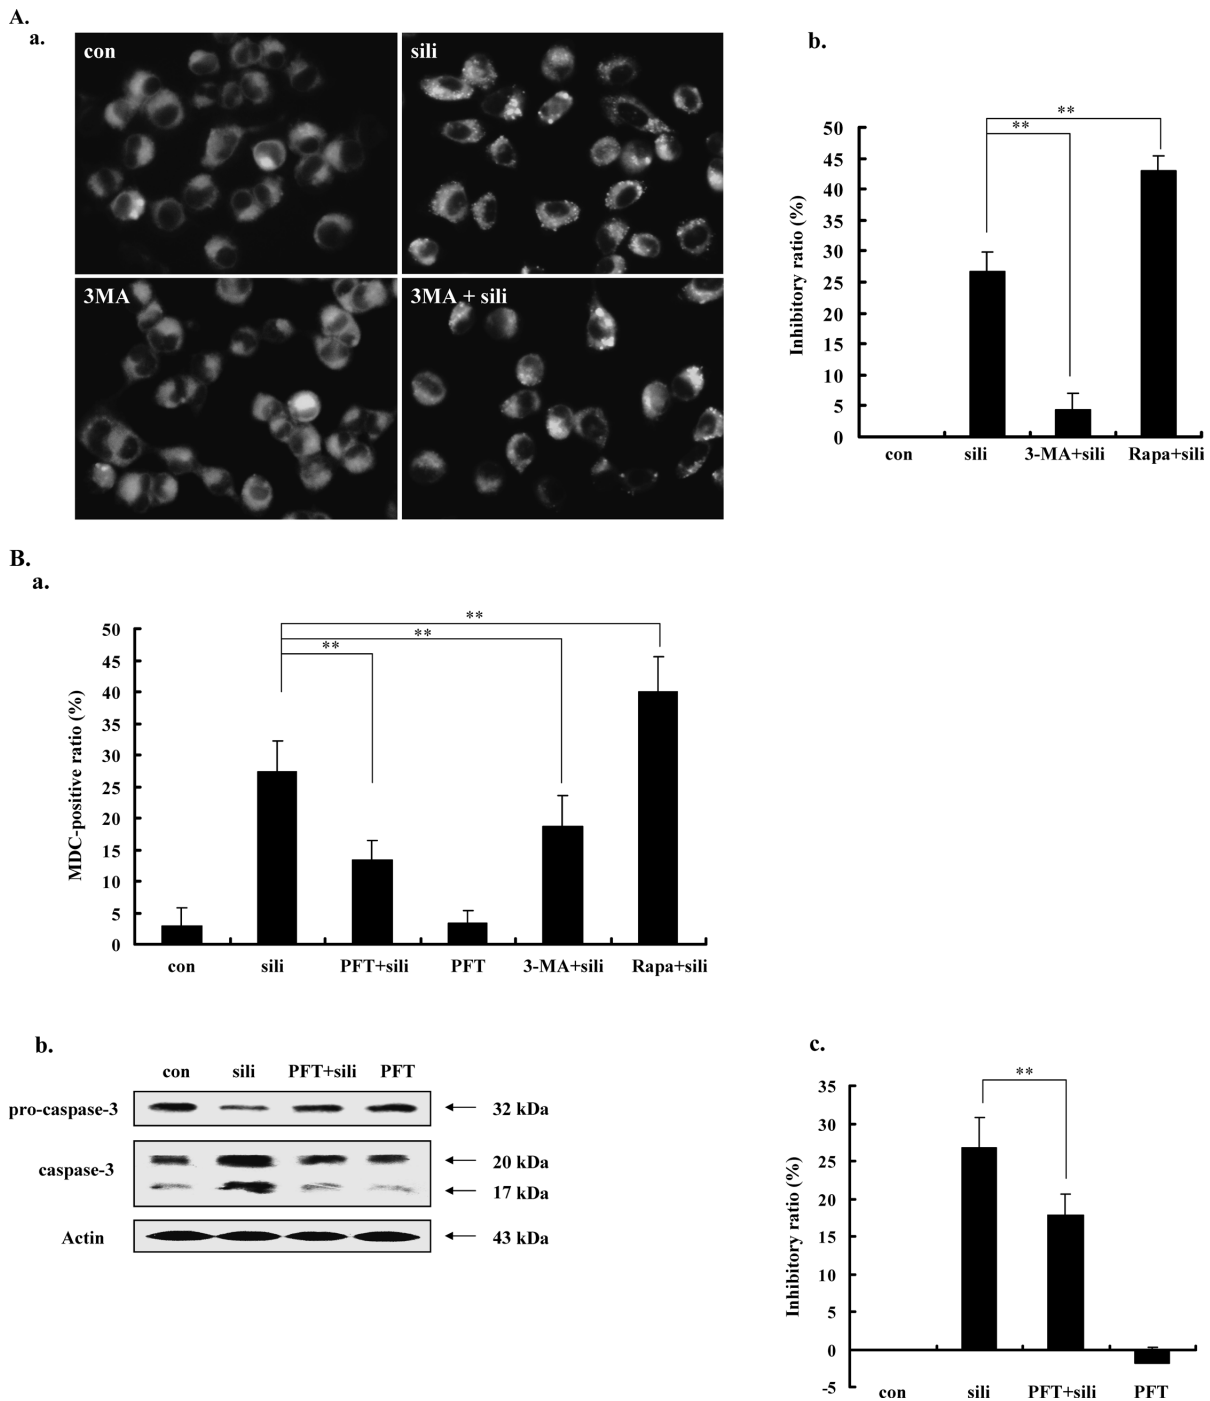 A.
a.
con
sili
3MA
3MA + sili
b.
**
**
50
45
40
35
30
25
20
15
10
5
0
Inhibitory ratio (%)
con sili 3-MA+sili Rapa+sili
B.
a.
**
**
**
50
45
40
35
30
25
20
15
10
5
0
MDC-positive ratio (%)
con sili PFT+sili PFT 3-MA+sili Rapa+sili
b.
con sili PFT+sili PFT
pro-caspase-3 32 kDa
caspase-3 20 kDa
17 kDa
Actin 43 kDa
c.
**
35
30
25
20
15
10
5
0
-5
Inhibitory ratio (%)
con sili PFT+sili PFT